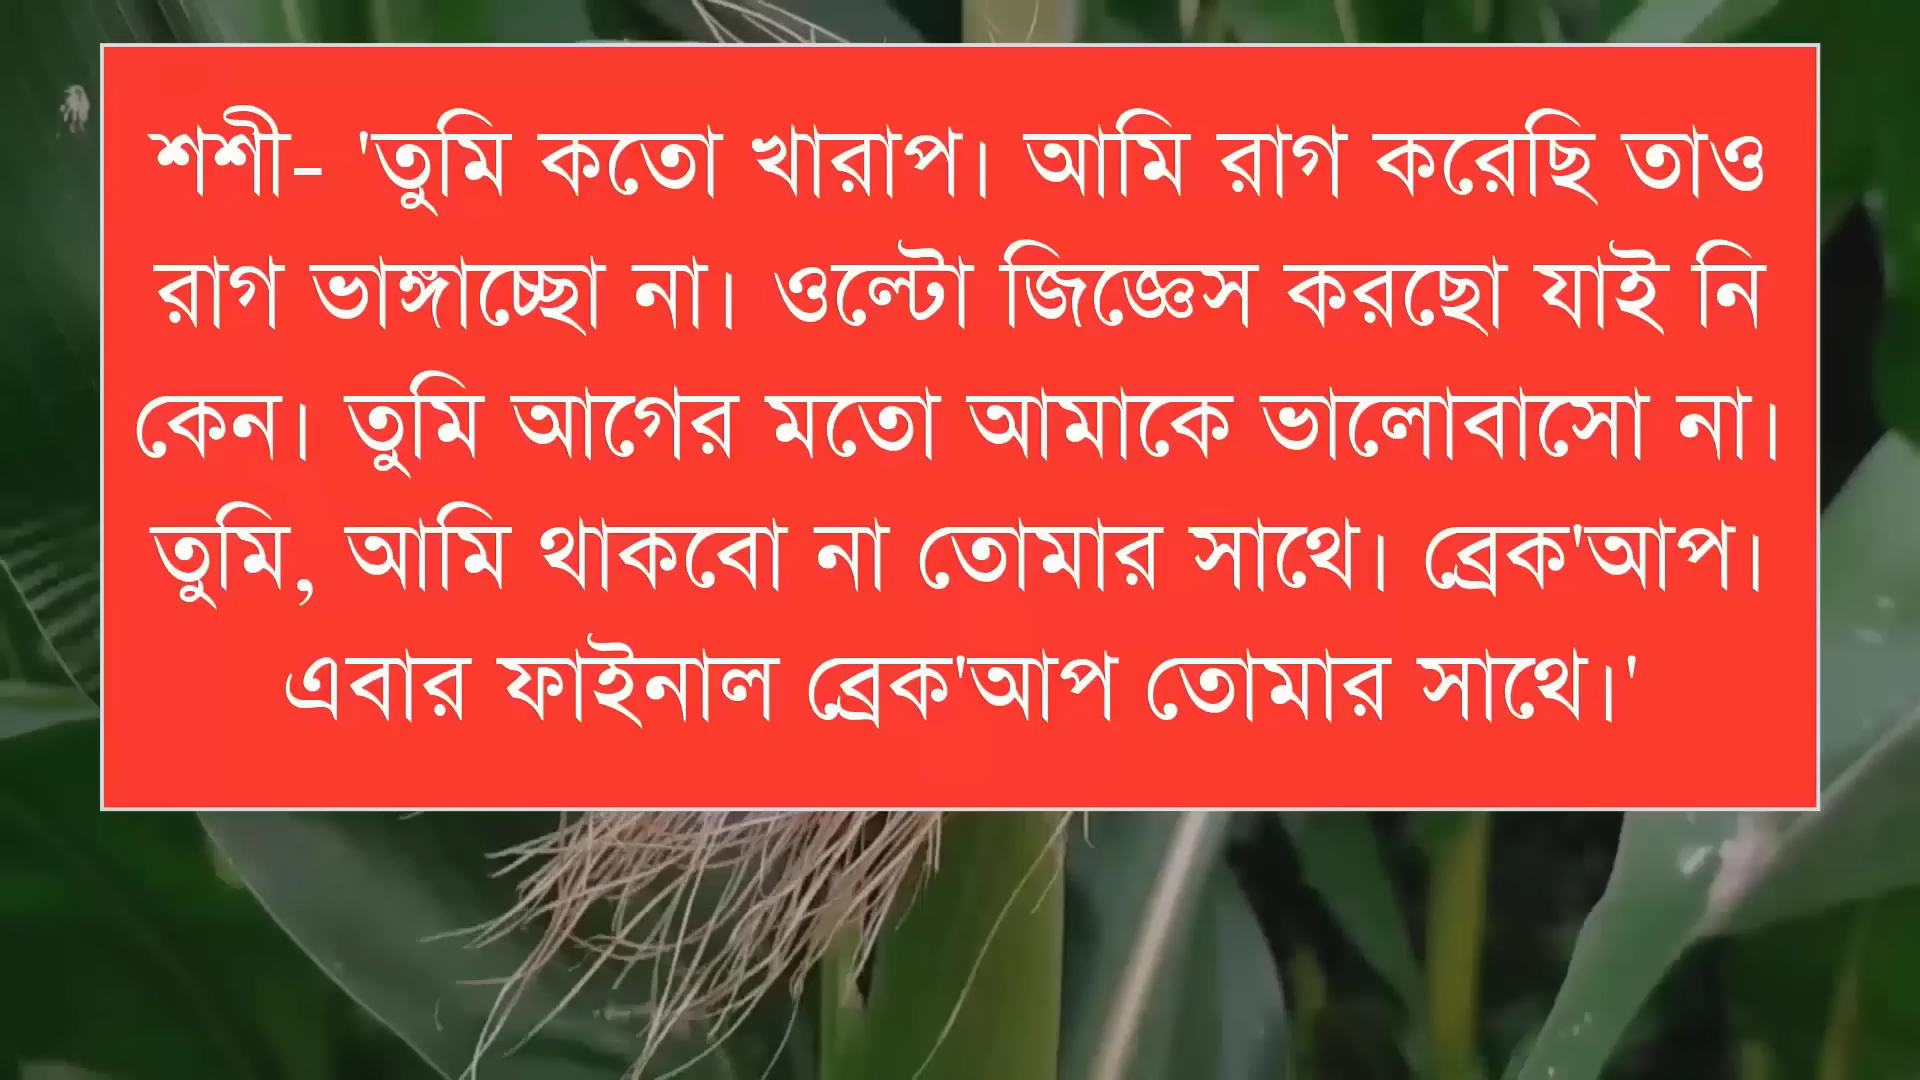 শশী- 'তুমি কতো খারাপ। আমি রাগ করেছি তাও
রাগ ভাঙ্গাচ্ছো না। ওল্টো জিজ্ঞেস করছো যাই নি
কেন। তুমি আগের মতো আমাকে ভালোবাসো না।
তুমি, আমি থাকবো না তোমার সাথে। ব্রেক'আপ।
এবার ফাইনাল ব্রেক'আপ তোমার সাথে।'